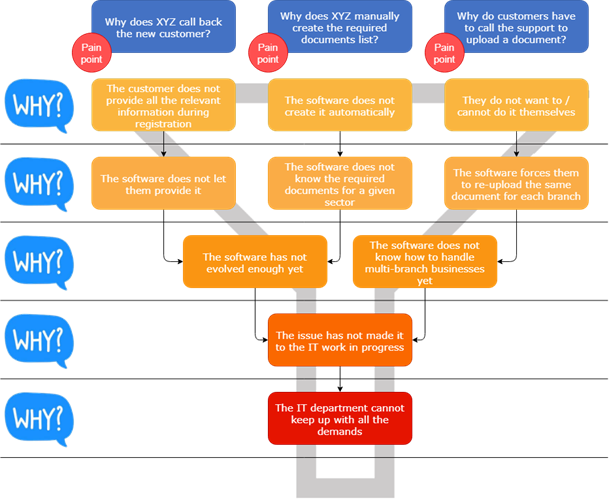 Why does XYZ call back
the new customer?
Pain
point
Why does XYZ manually
create the required
documents list?
Pain
point
Why do customers have
to call the support to
upload a document?
Pain
point
WHY?
The customer does not
provide all the relevant
information during
registration
The software does not
create it automatically
They do not want to /
cannot do it themselves
WHY?
The software does not let
them provide it
The software does not
know the required
documents for a given
sector
The software forces them
to re-upload the same
document for each branch
WHY?
The software has not
evolved enough yet
The software does not
know how to handle
multi-branch businesses
yet
WHY?
The issue has not made it
to the IT work in progress
WHY?
The IT department cannot
keep up with all the
demands